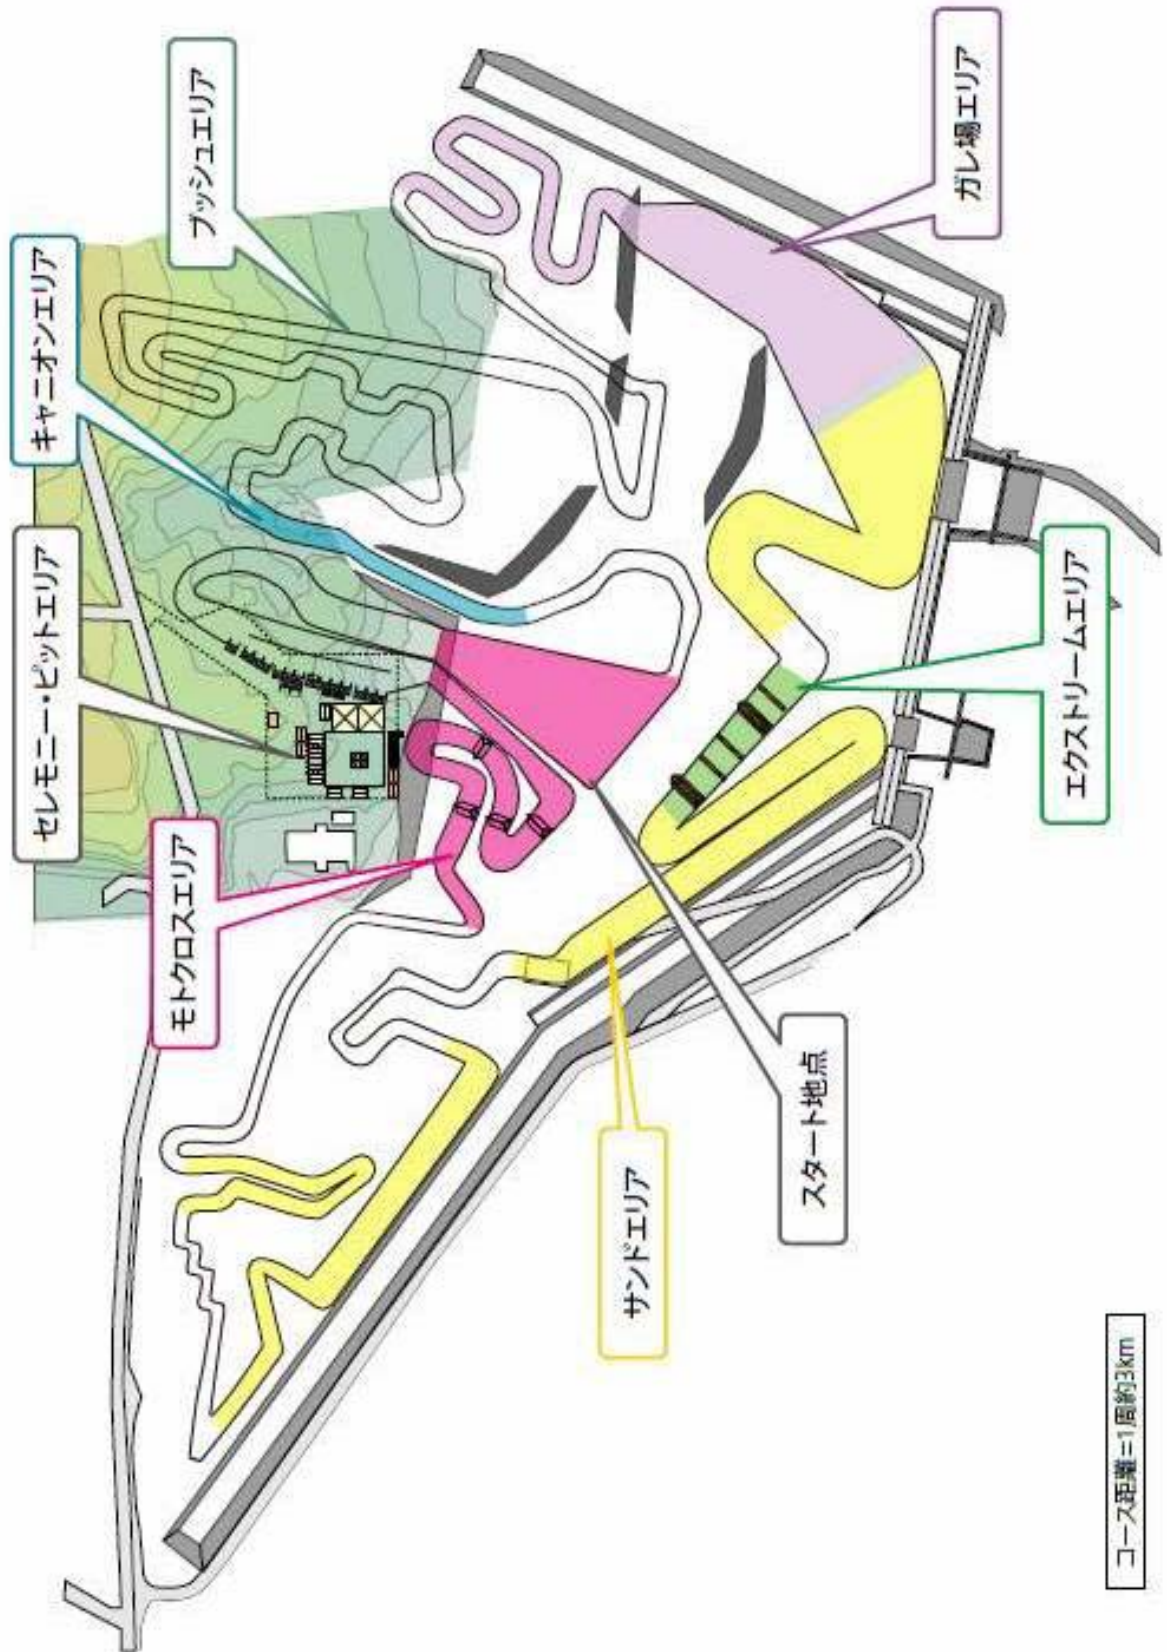 セレモニー・ピットエリア
キャニオンエリア
モトクロスエリア
ブッシュエリア
サンドエリア
スタート地点
ガレ場エリア
エクストリームエリア
コース距離=1周約3km